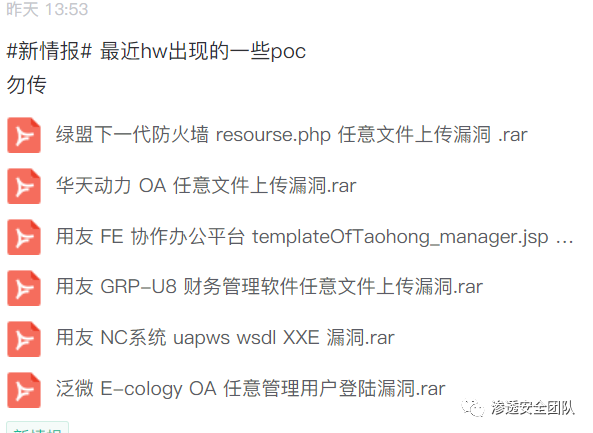 昨天 13:53
#新情报# 最近hw出现的一些poc
勿传
绿盟下一代防火墙 resourse.php 任意文件上传漏洞 .rar
华天动力 OA 任意文件上传漏洞.rar
用友 FE 协作办公平台 templateOfTaohong_manager.jsp ...
用友 GRP-U8 财务管理软件任意文件上传漏洞.rar
用友 NC系统 uapws wsdl XXE 漏洞.rar
泛微 E-cology OA 任意管理用户登陆漏洞.rar
渗透安全团队
新情报